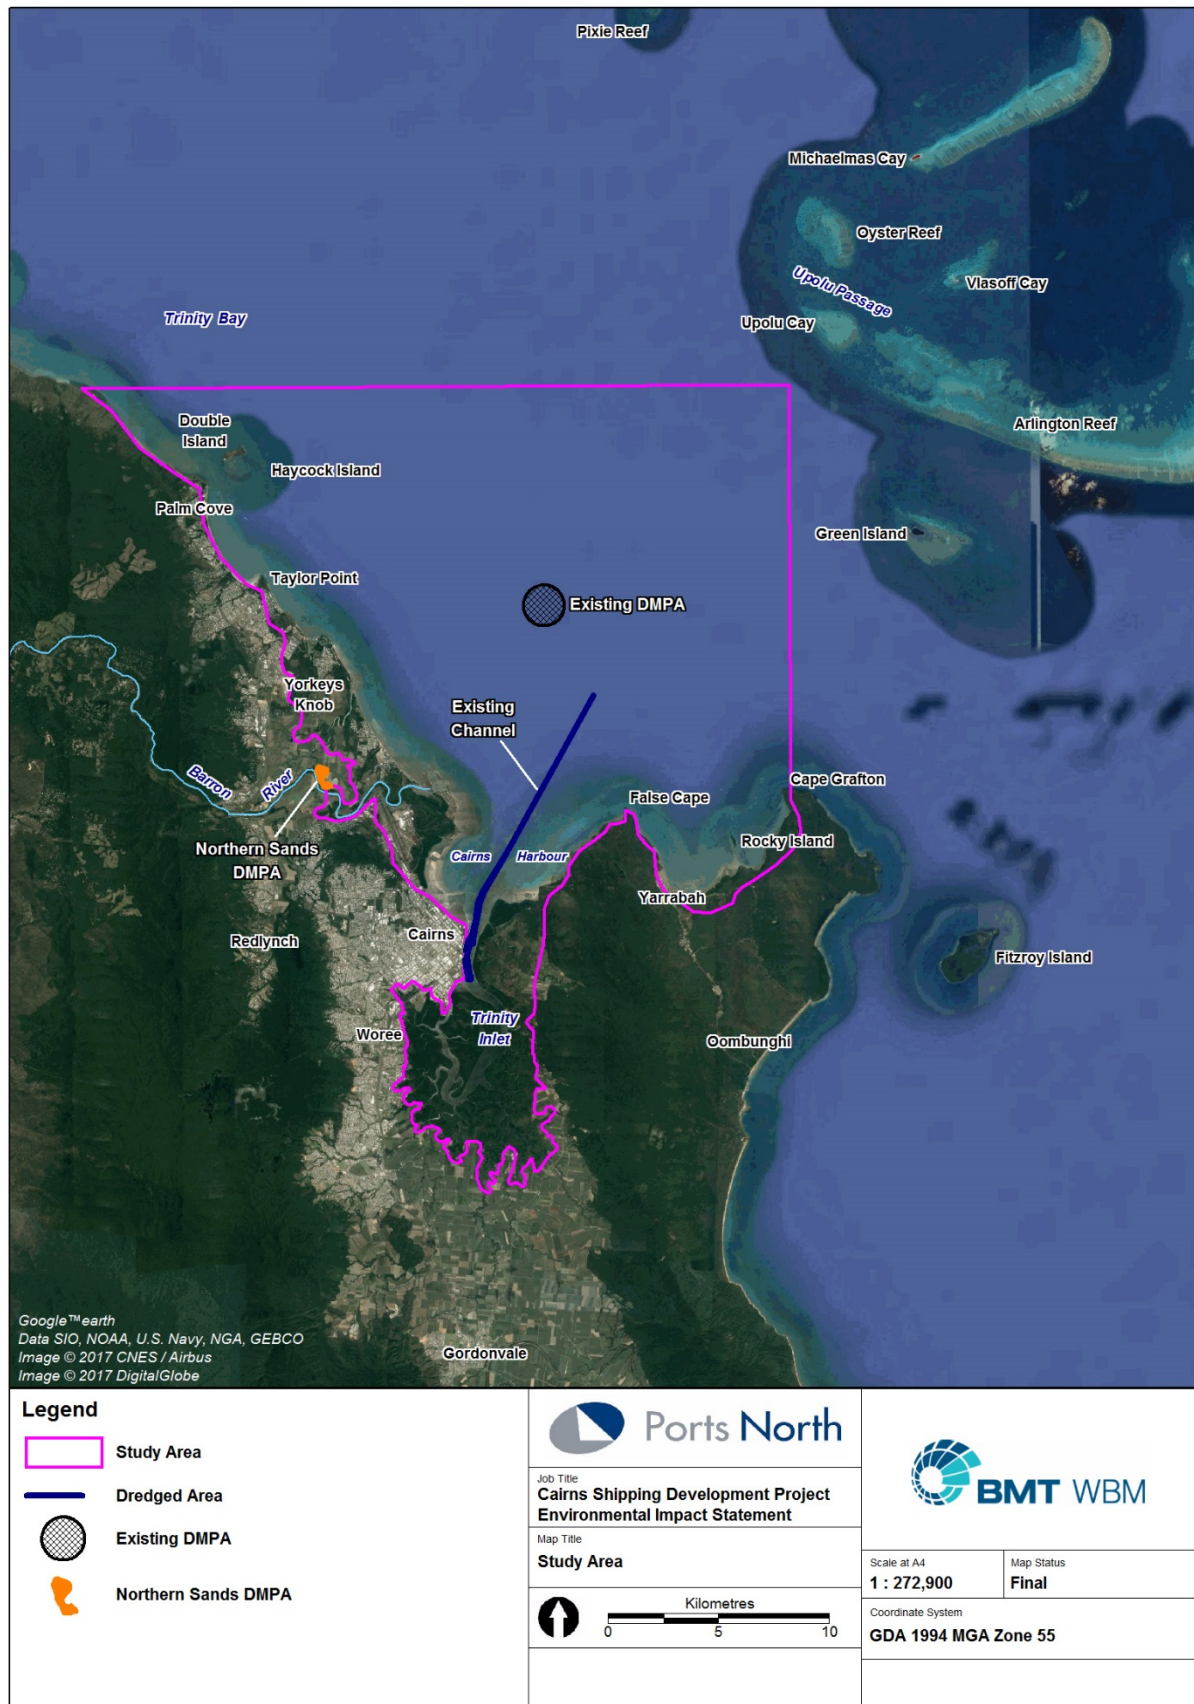 Pixie Reef
Michaelmas Cay
Oyster Reef
Upolu Passage
Vlasoff Cay
Trinity Bay
Upolu Cay
Double
Island
Arlington Reef
Haycock Island
Palm Cove
Green Island
Taylor Point
Existing DMPA
Yorkeys
Knob
Existing
Channel
Barron
River
Cape Grafton
False Cape
Northern Sands
DMPA
Cairns
Harbour
Rocky Island
Yarrabah
Cairns
Redlynch
Fitzroy Island
Trinity
Inlet
Woree
Oombunghi
Gordonvale
Google™earth
Data SIO, NOAA, U.S. Navy, NGA, GEBCO
Image © 2017 CNES / Airbus
Image © 2017 DigitalGlobe
Legend
Study Area
Dredged Area
Existing DMPA
Northern Sands DMPA
Ports North
Job Title
Cairns Shipping Development Project
Environmental Impact Statement
Map Title
Study Area
Kilometres
0 5 10
BMT WBM
Scale at A4
1 : 272,900
Map Status
Final
Coordinate System
GDA 1994 MGA Zone 55